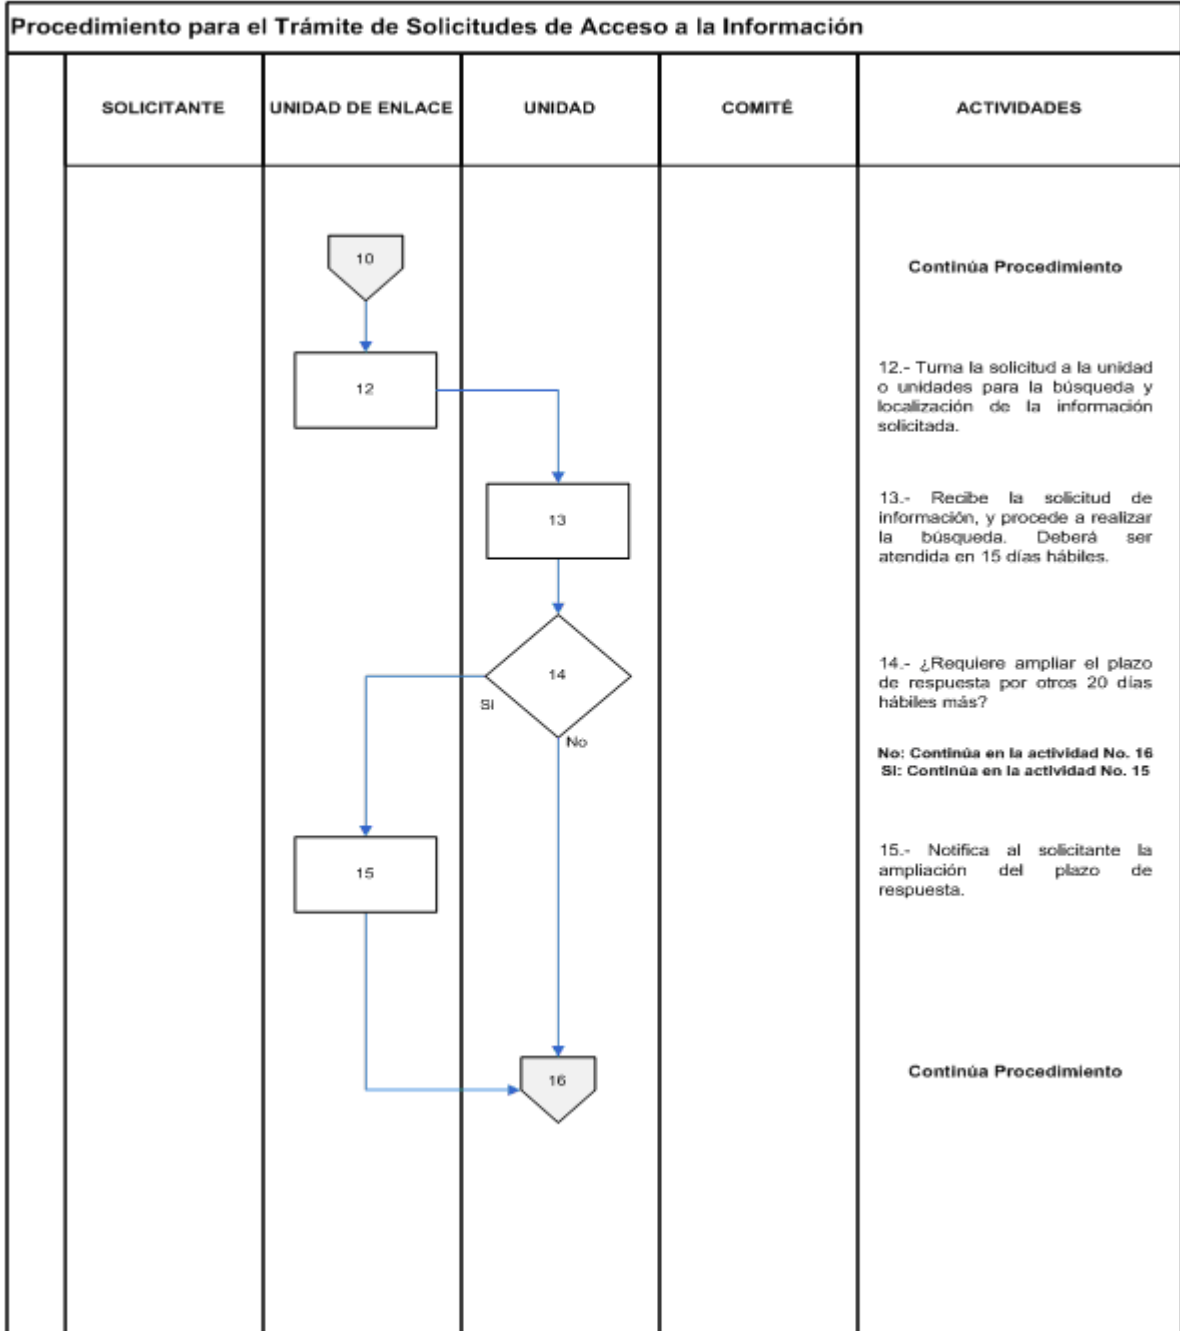 Procedimiento para el Trámite de Solicitudes de Acceso a la Información
SOLICITANTE
UNIDAD DE ENLACE
UNIDAD
COMITÉ
ACTIVIDADES
10
Continúa Procedimiento
12
12.- Turna la solicitud a la unidad
o unidades para la búsqueda y
localización de la información
solicitada.
13
13.- Recibe la solicitud de
información, y procede a realizar
la búsqueda. Deberá ser
atendida en 15 días hábiles.
14
Si
No
14.- ¿Requiere ampliar el plazo
de respuesta por otros 20 días
hábiles más?
No: Continúa en la actividad No. 16
Si: Continúa en la actividad No. 15
15
15.- Notifica al solicitante la
ampliación del plazo de
respuesta.
16
Continúa Procedimiento